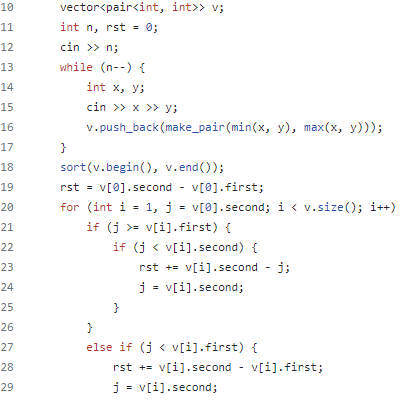 10 vector<pair<int, int>> v;
11 int n, rst = 0;
12 cin >> n;
13 while (n--) {
14 int x, y;
15 cin >> x >> y;
16 v.push_back(make_pair(min(x, y), max(x, y)));
17 }
18 sort(v.begin(), v.end());
19 rst = v[0].second - v[0].first;
20 for (int i = 1, j = v[0].second; i < v.size(); i++)
21 if (j >= v[i].first) {
22 if (j < v[i].second) {
23 rst += v[i].second - j;
24 j = v[i].second;
25 }
26 }
27 else if (j < v[i].first) {
28 rst += v[i].second - v[i].first;
29 j = v[i].second;